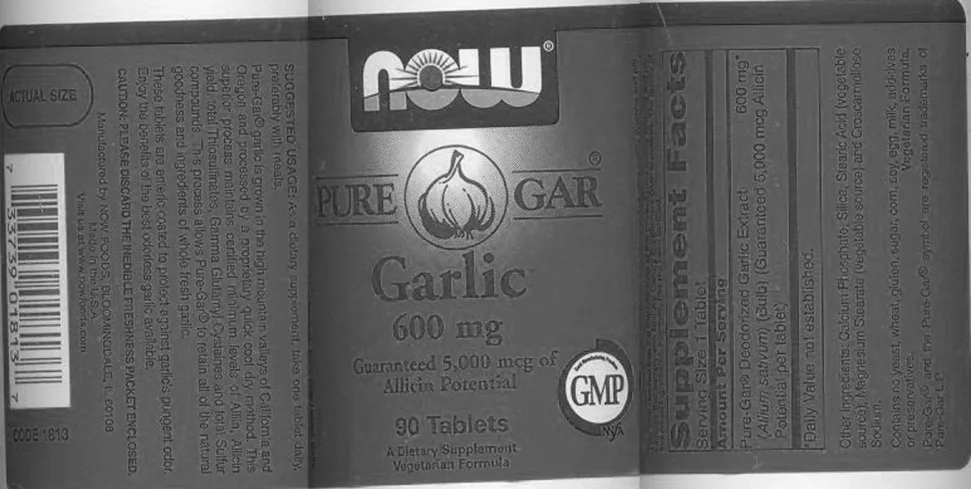 NOW®
PURE GAR®
Garlic
600 mg
Guaranteed 5,000 mcg of
Allicin Potential
90 Tablets
A Dietary Supplement
Vegetarian Formula
GMP
ACTUAL SIZE
SUGGESTED USAGE: As a dietary supplement, take one tablet daily,
preferably with meals.
Pure-Gar® garlic is grown in the high mountain valleys of California and
Oregon and processed by a proprietary quick cool dry method. This
superior process maintains certified minimum levels of Alliin, Allicin
yield, total Thiosulfinates, Gamma Glutamyl Cysteines and total Sulfur
compounds. This process allows Pure-Gar® to retain all of the natural
goodness and ingredients of whole fresh garlic.
These tablets are enteric coated to protect against garlic's pungent odor.
Enjoy the benefits of the best odorless garlic available.
CAUTION: PLEASE DISCARD THE INEDIBLE FRESHNESS PACKET ENCLOSED.
Manufactured by NOW FOODS, BLOOMINGDALE, IL 60108
Made in the U.S.A.
Visit us at www.nowfoods.com
7 33739 01813 7
CODE 1813
Supplement Facts
Serving Size 1 Tablet
Amount Per Serving
Pure-Gar® Deodorized Garlic Extract 600 mg*
(Allium sativum) (Bulb) (Guaranteed 5,000 mcg Allicin
Potential per tablet)
*Daily Value not established.
Other Ingredients: Calcium Phosphate, Silica, Stearic Acid (vegetable
source), Magnesium Stearate (vegetable source) and Croscarmellose
Sodium.
Contains no yeast, wheat, gluten, sugar, corn, soy, egg, milk, additives
or preservatives. Vegetarian Formula.
Pure-Gar® and the Pure-Gar® symbol are registered trademarks of
Pure-Gar L.P.